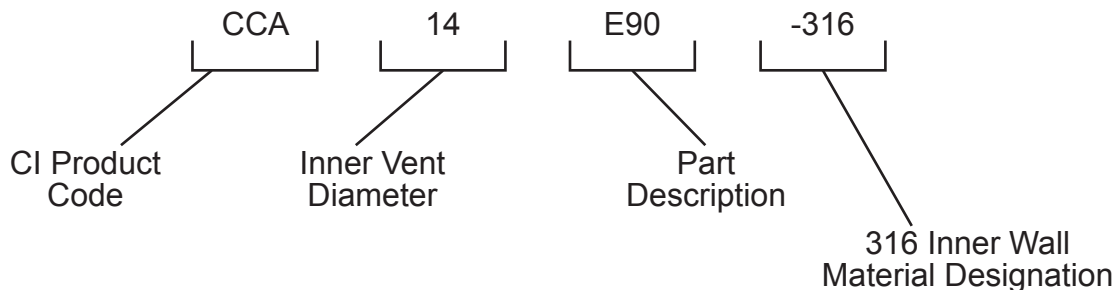 CCA 14 E90 -316
CI Product Code
Inner Vent Diameter
Part Description
316 Inner Wall
Material Designation